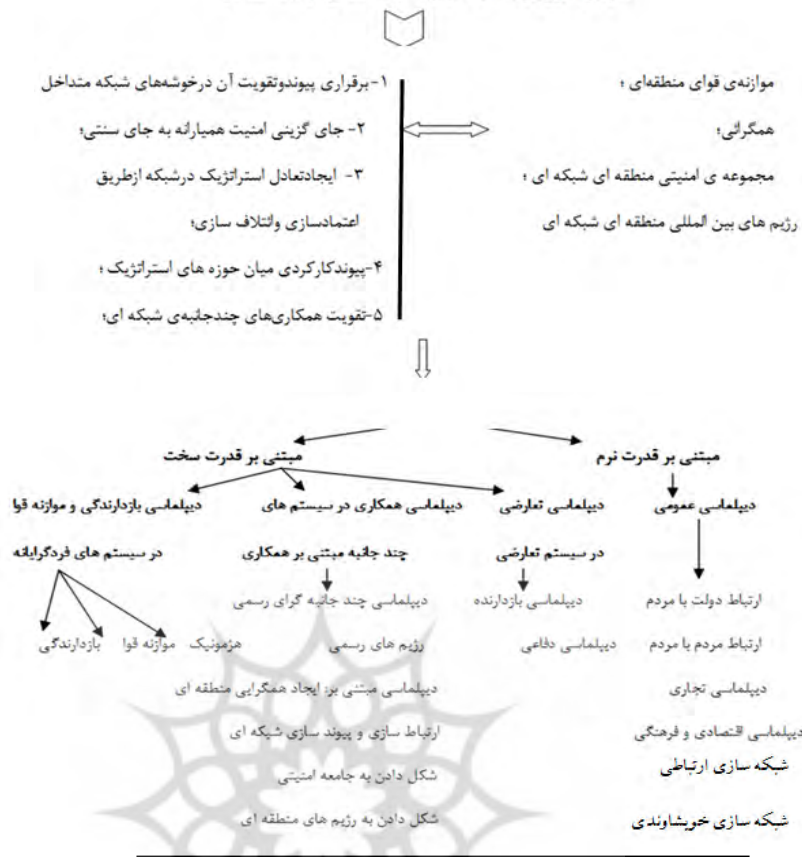 موازنه‌ی قوای منطقه‌ای ؛
همگرائی؛
مجموعه ی امنیتی منطقه ای شبکه ای ؛
رژیم های بین المللی منطقه ای شبکه ای
۱-برقراری پیوندوتقویت آن درخوشه‌های شبکه متداخل
۲- جای گزینی امنیت همیارانه به جای سنتی؛
۳- ایجادتعادل استراتژیک درشبکه ازطریق
اعتمادسازی وائتلاف سازی؛
۴-پیوندکارکردی میان حوزه های استراتژیک ؛
۵-تقویت همکاری‌های چندجانبه‌ی شبکه ای؛
مبتنی بر قدرت نرم
مبتنی بر قدرت سخت
دیپلماسی عمومی
ارتباط دولت با مردم
ارتباط مردم با مردم
دیپلماسی تجاری
دیپلماسی اقتصادی و فرهنگی
شبکه سازی ارتباطی
شبکه سازی خویشاوندی
دیپلماسی تعارضی
در سیستم تعارضی
دیپلماسی بازدارنده
دیپلماسی دفاعی
دیپلماسی همکاری در سیستم های
چند جانبه مبتنی بر همکاری
دیپلماسی چند جانبه گرای رسمی
رژیم های رسمی
دیپلماسی مبتنی بر: ایجاد همگرایی منطقه ای
ارتباط سازی و پیوند سازی شبکه ای
شکل دادن به جامعه امنیتی
شکل دادن به رژیم های منطقه ای
دیپلماسی بازدارندگی و موازنه قوا
در سیستم های فردگرایانه
هژمونیک موازنه قوا بازدارندگی